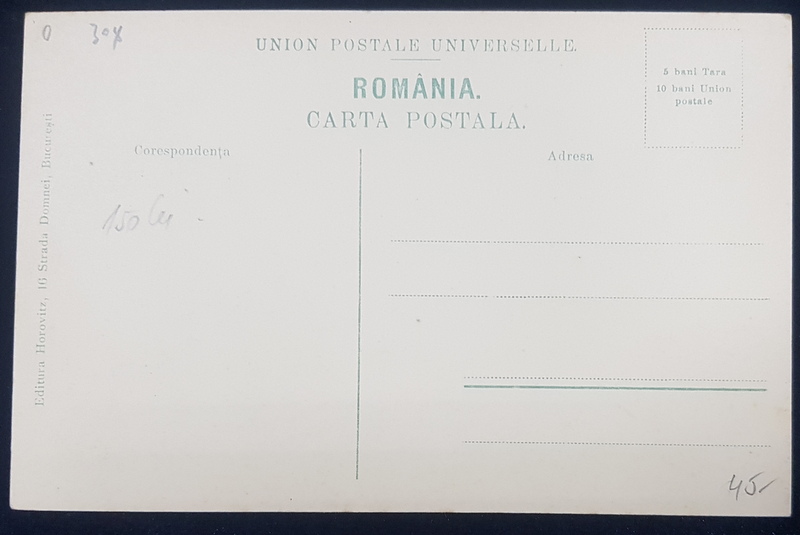 0 304
UNION POSTALE UNIVERSELLE.
ROMÂNIA.
CARTA POSTALA.
5 bani Tara
10 bani Union
postale
Corespondenţa
Adresa
150 lei -
Editura Horovitz, 16 Strada Domnei, Bucureşti
45-